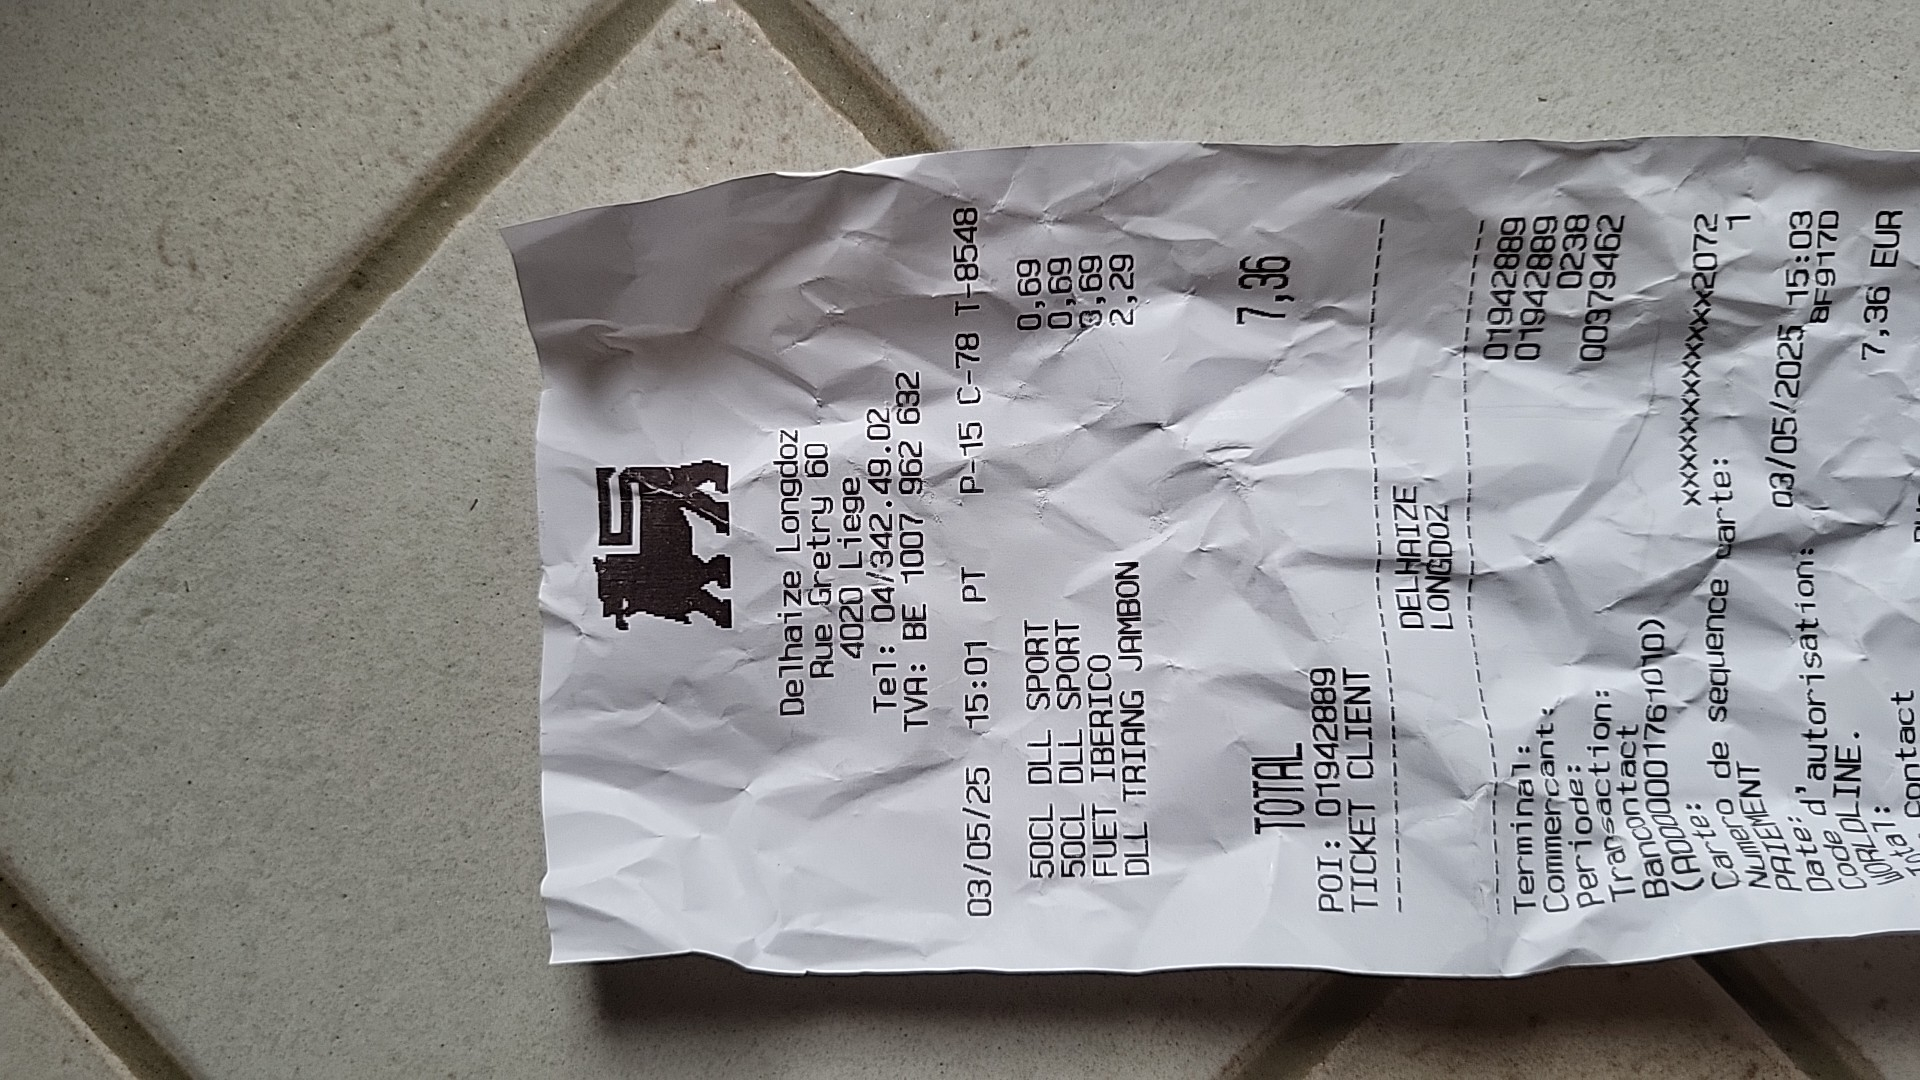 Delhaize Longdoz
Rue Gretry 60
4020 Liege
Tel: 04/342.49.02
TVA: BE 1007 962 632
03/05/25 15:01 PT P-15 C-78 T-8548
50CL DLL SPORT 0,69
50CL DLL SPORT 0,69
FUET IBERICO 3,69
DLL TRIANG JAMBON 2,29
TOTAL 7,36
POI: 01942889
TICKET CLIENT
DELHAIZE
LONGDOZ
Terminal: 01942889
Commercant: 01942889
Periode: 0238
Transaction: 00379462
Bancontact
(A0000001761010)
Carte: xxxxxxxxxxxxx2072
Numero de sequence carte: 1
PAIEMENT
Date: 03/05/2025 15:03
Code d'autorisation: 8F917D
WORLDLINE.
Total: 7,36 EUR
contact